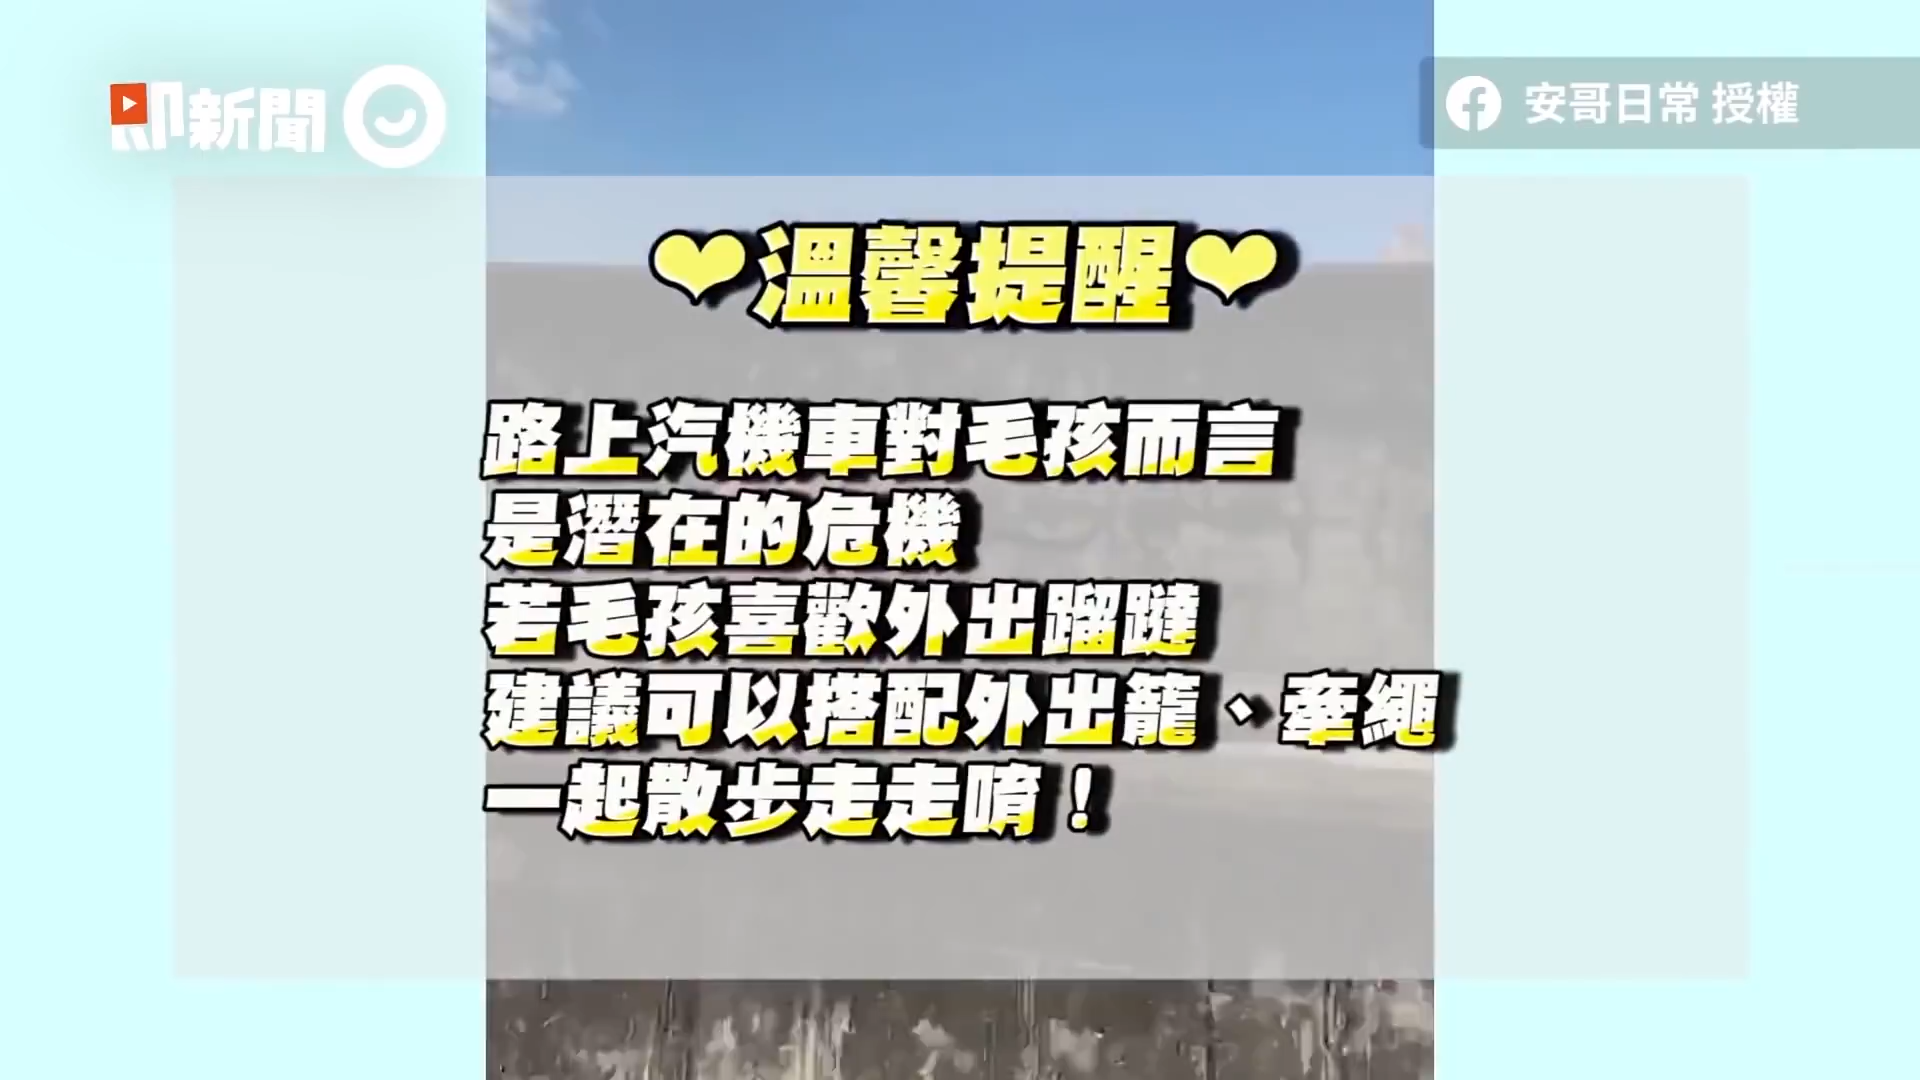 即新聞
安哥日常 授權
❤溫馨提醒❤
路上汽機車對毛孩而言
是潛在的危機
若毛孩喜歡外出蹓躂
建議可以搭配外出籠、牽繩
一起散步走走唷！